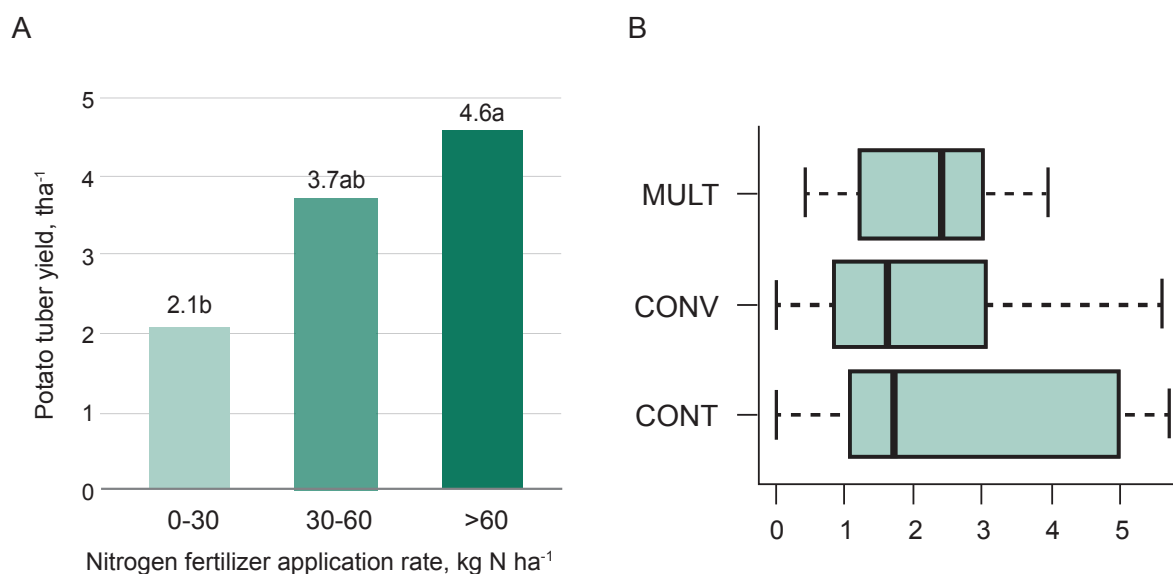 A
B
Potato tuber yield, tha-1
5
4
3
2
1
0
2.1b
3.7ab
4.6a
0-30
30-60
>60
Nitrogen fertilizer application rate, kg N ha-1
MULT
CONV
CONT
0
1
2
3
4
5